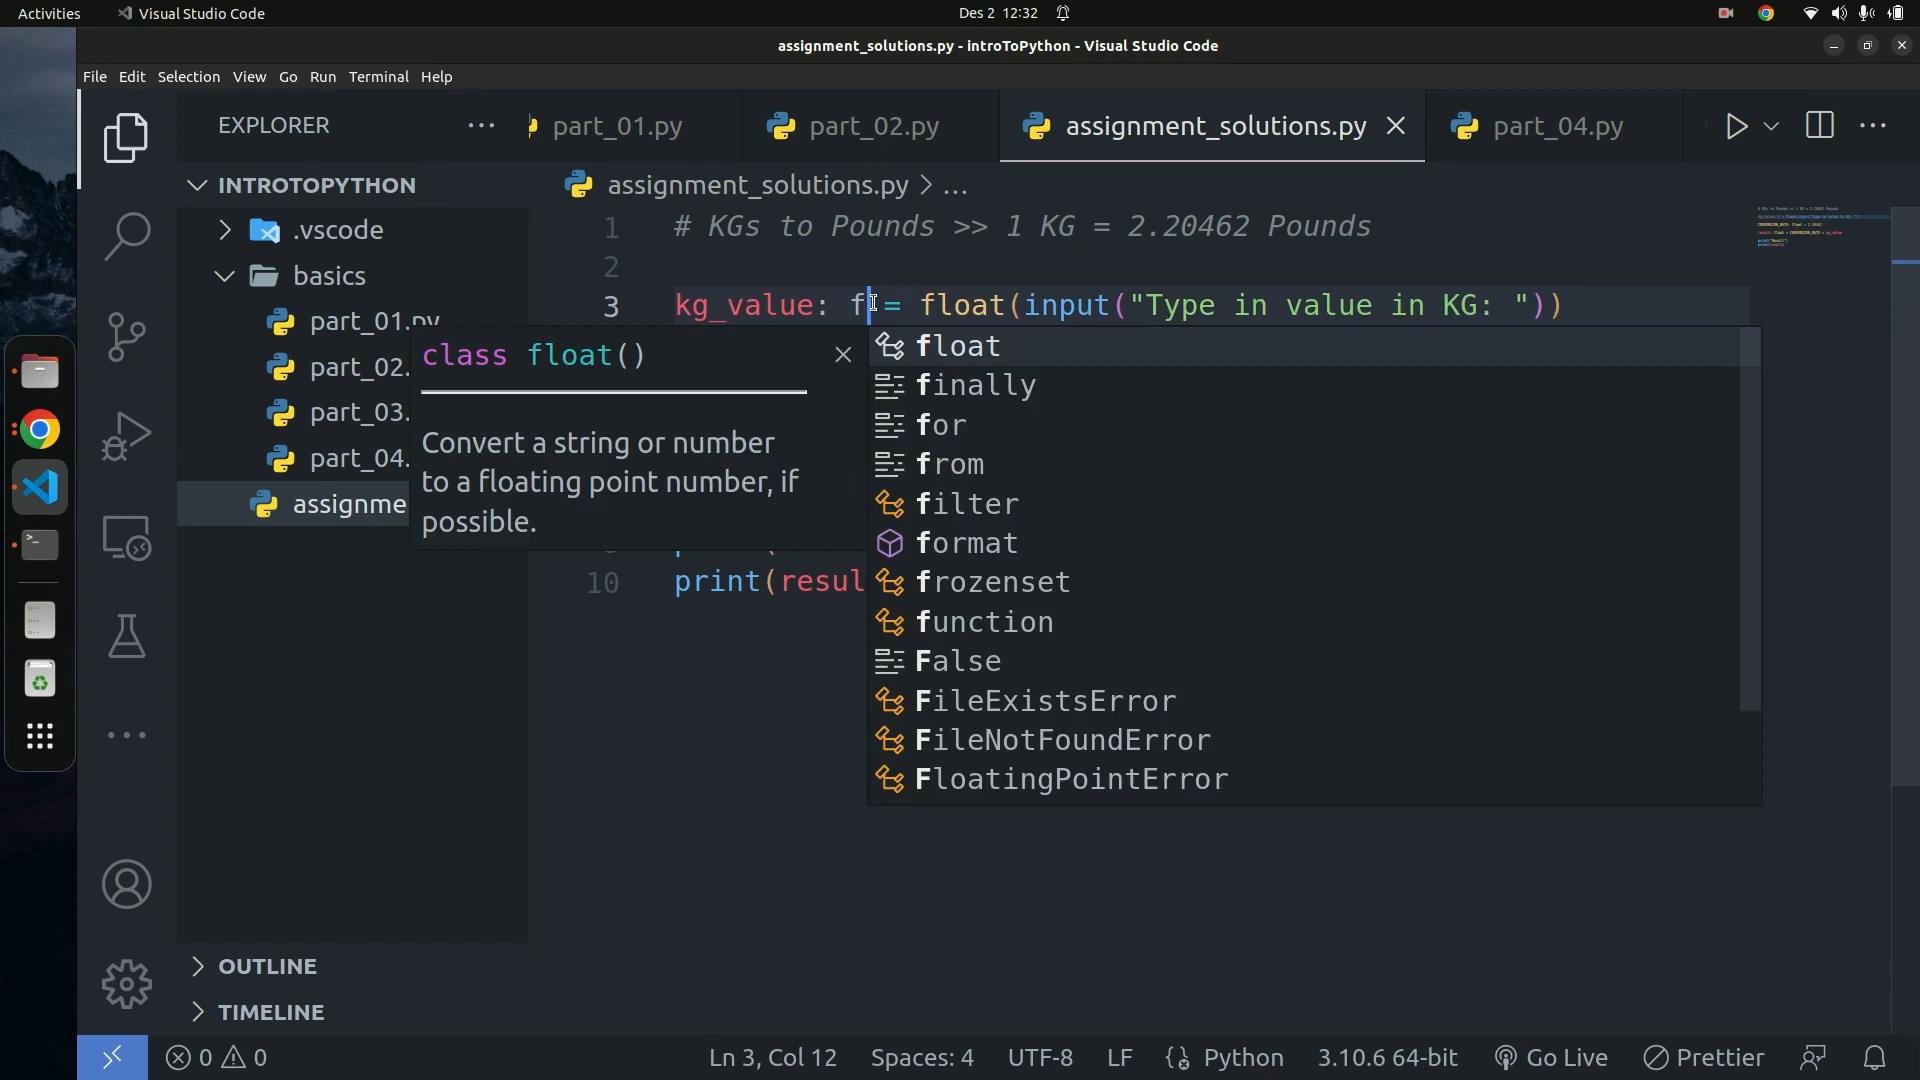 Activities
Visual Studio Code
Des 2 12:32
assignment_solutions.py - introToPython - Visual Studio Code
File Edit Selection View Go Run Terminal Help
EXPLORER
part_01.py
part_02.py
assignment_solutions.py
part_04.py
INTROTOPYTHON
.vscode
basics
part_01.py
part_02.
part_03.
part_04.
assignme
OUTLINE
TIMELINE
assignment_solutions.py > ...
1 # KGs to Pounds >> 1 KG = 2.20462 Pounds
2
3 kg_value: f = float(input("Type in value in KG: "))
10 print(resul
class float()
Convert a string or number
to a floating point number, if
possible.
float
finally
for
from
filter
format
frozenset
function
False
FileExistsError
FileNotFoundError
FloatingPointError
0 0
Ln 3, Col 12
Spaces: 4
UTF-8
LF
Python
3.10.6 64-bit
Go Live
Prettier